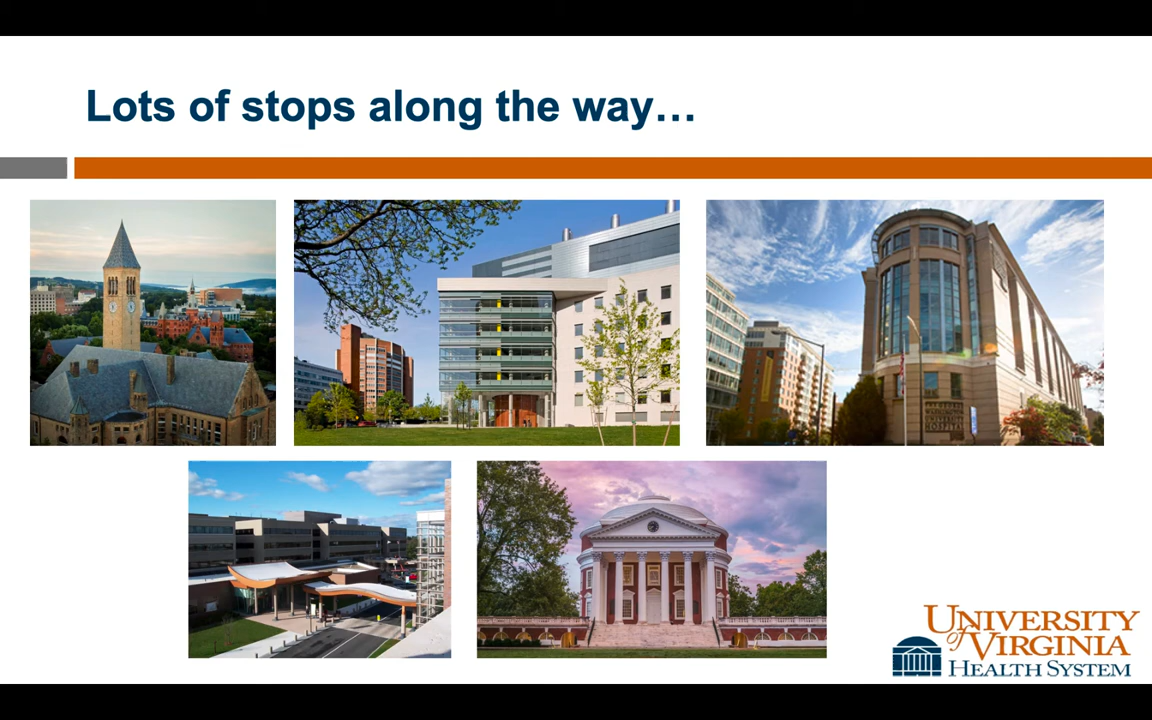 Lots of stops along the way…
UNIVERSITY
of VIRGINIA
HEALTH SYSTEM